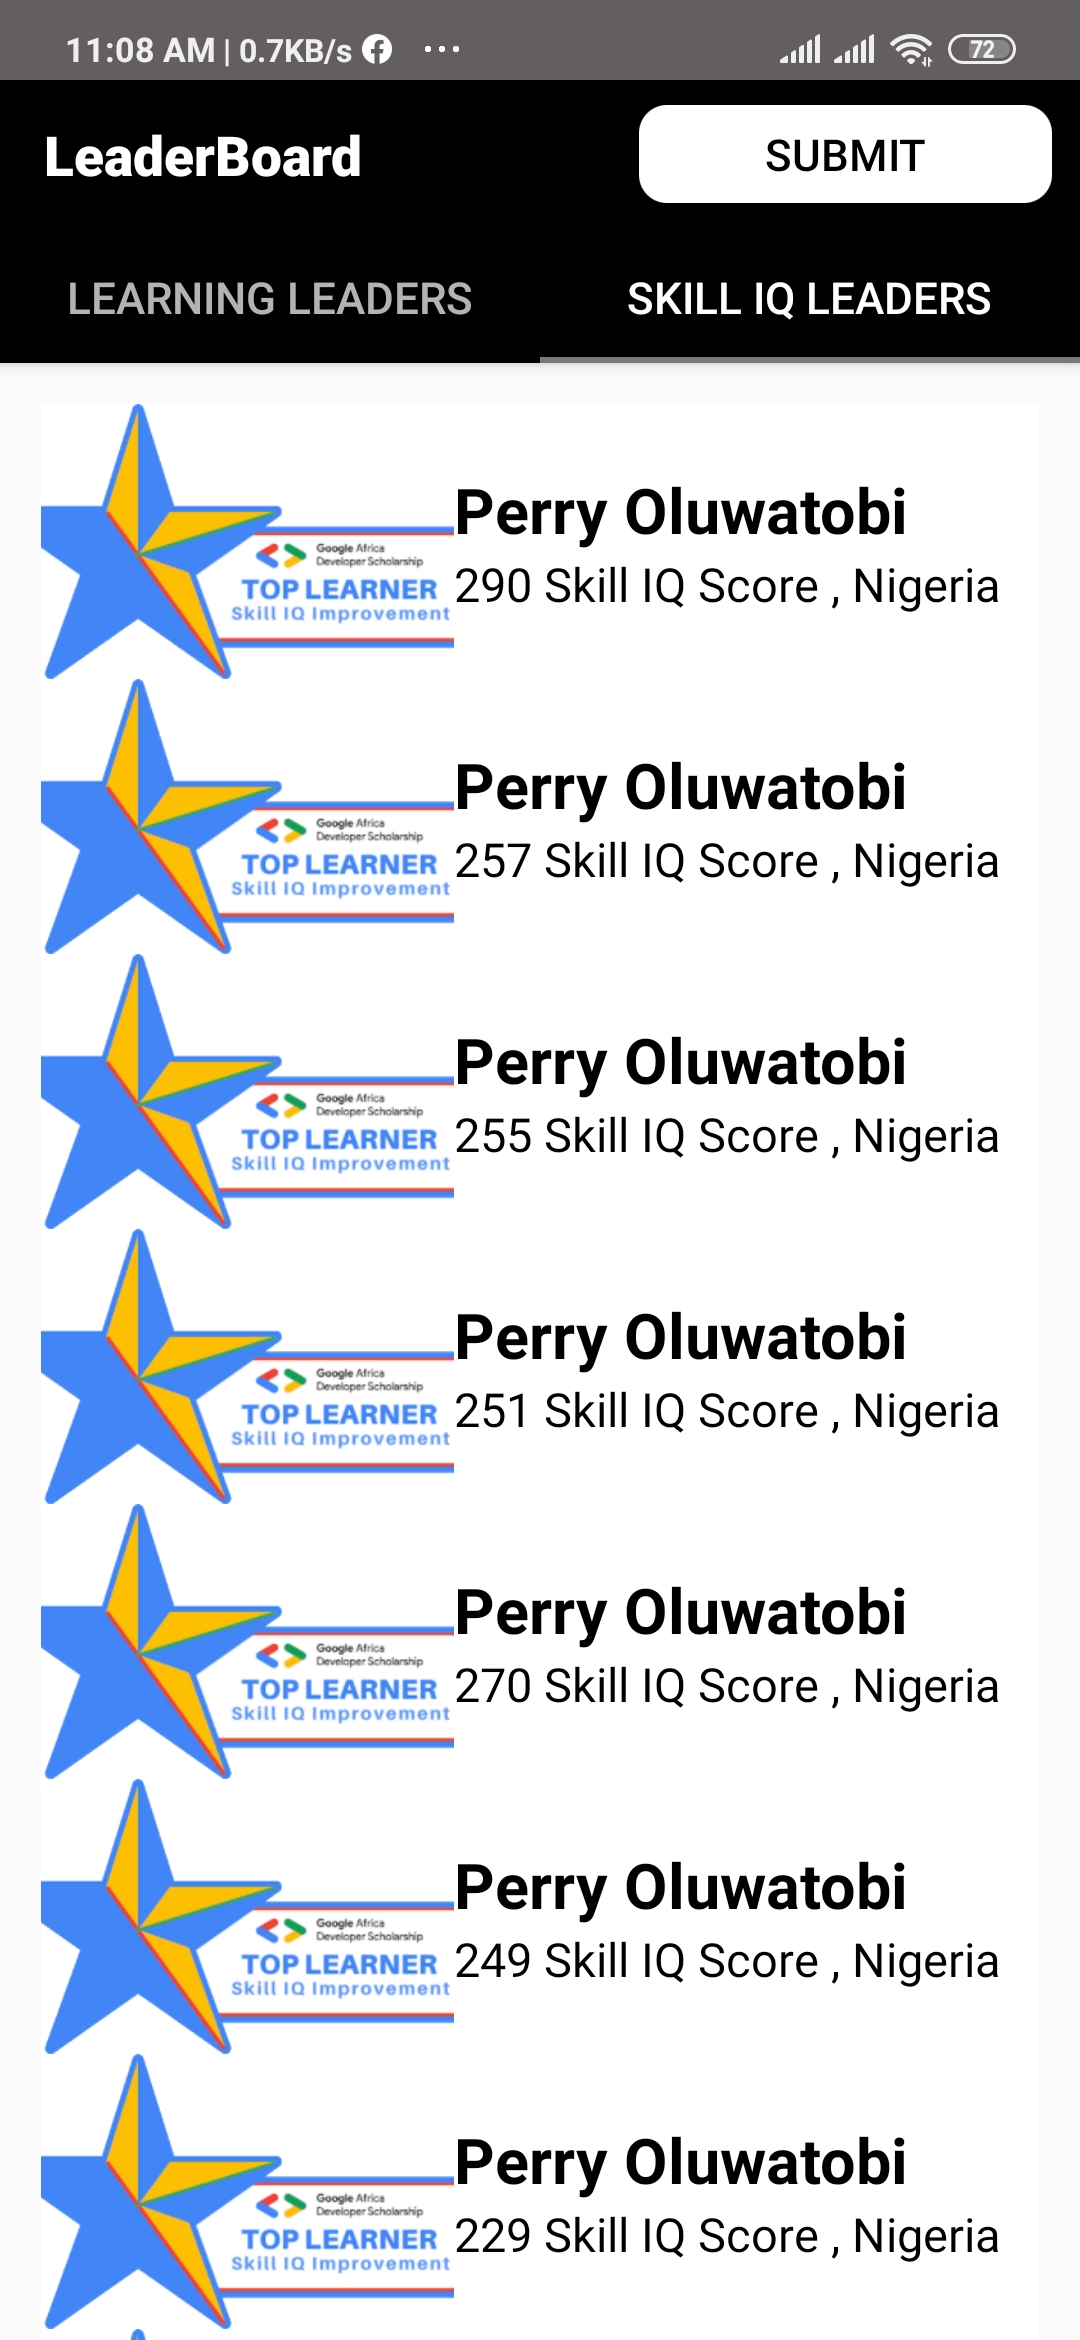 11:08 AM | 0.7KB/s ...
72
LeaderBoard
SUBMIT
LEARNING LEADERS
SKILL IQ LEADERS
Perry Oluwatobi
Google Africa
Developer Scholarship
TOP LEARNER
Skill IQ Improvement
290 Skill IQ Score , Nigeria
Perry Oluwatobi
Google Africa
Developer Scholarship
TOP LEARNER
Skill IQ Improvement
257 Skill IQ Score , Nigeria
Perry Oluwatobi
Google Africa
Developer Scholarship
TOP LEARNER
Skill IQ Improvement
255 Skill IQ Score , Nigeria
Perry Oluwatobi
Google Africa
Developer Scholarship
TOP LEARNER
Skill IQ Improvement
251 Skill IQ Score , Nigeria
Perry Oluwatobi
Google Africa
Developer Scholarship
TOP LEARNER
Skill IQ Improvement
270 Skill IQ Score , Nigeria
Perry Oluwatobi
Google Africa
Developer Scholarship
TOP LEARNER
Skill IQ Improvement
249 Skill IQ Score , Nigeria
Perry Oluwatobi
Google Africa
Developer Scholarship
TOP LEARNER
Skill IQ Improvement
229 Skill IQ Score , Nigeria